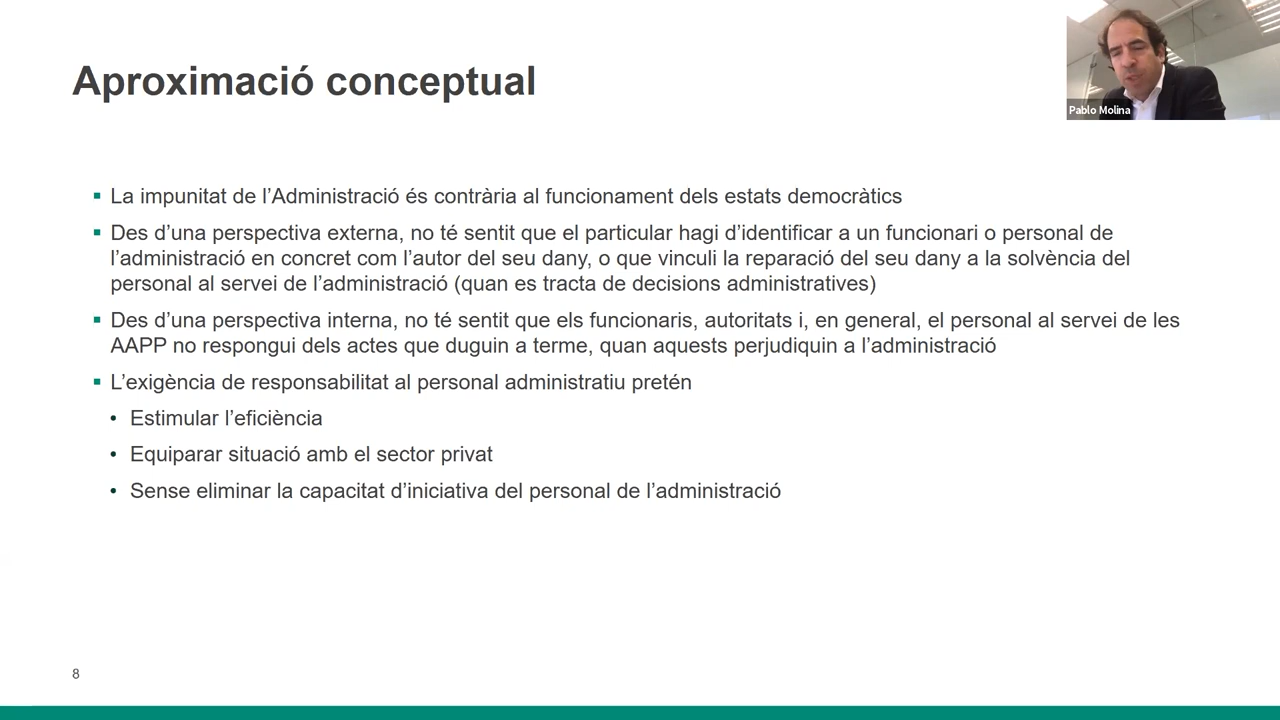 Aproximació conceptual
Pablo Molina
La impunitat de l’Administració és contrària al funcionament dels estats democràtics
Des d’una perspectiva externa, no té sentit que el particular hagi d’identificar a un funcionari o personal de
l’administració en concret com l’autor del seu dany, o que vinculi la reparació del seu dany a la solvència del
personal al servei de l’administració (quan es tracta de decisions administratives)
Des d’una perspectiva interna, no té sentit que els funcionaris, autoritats i, en general, el personal al servei de les
AAPP no respongui dels actes que duguin a terme, quan aquests perjudiquin a l’administració
L’exigència de responsabilitat al personal administratiu pretén
Estimular l’eficiència
Equiparar situació amb el sector privat
Sense eliminar la capacitat d’iniciativa del personal de l’administració
8